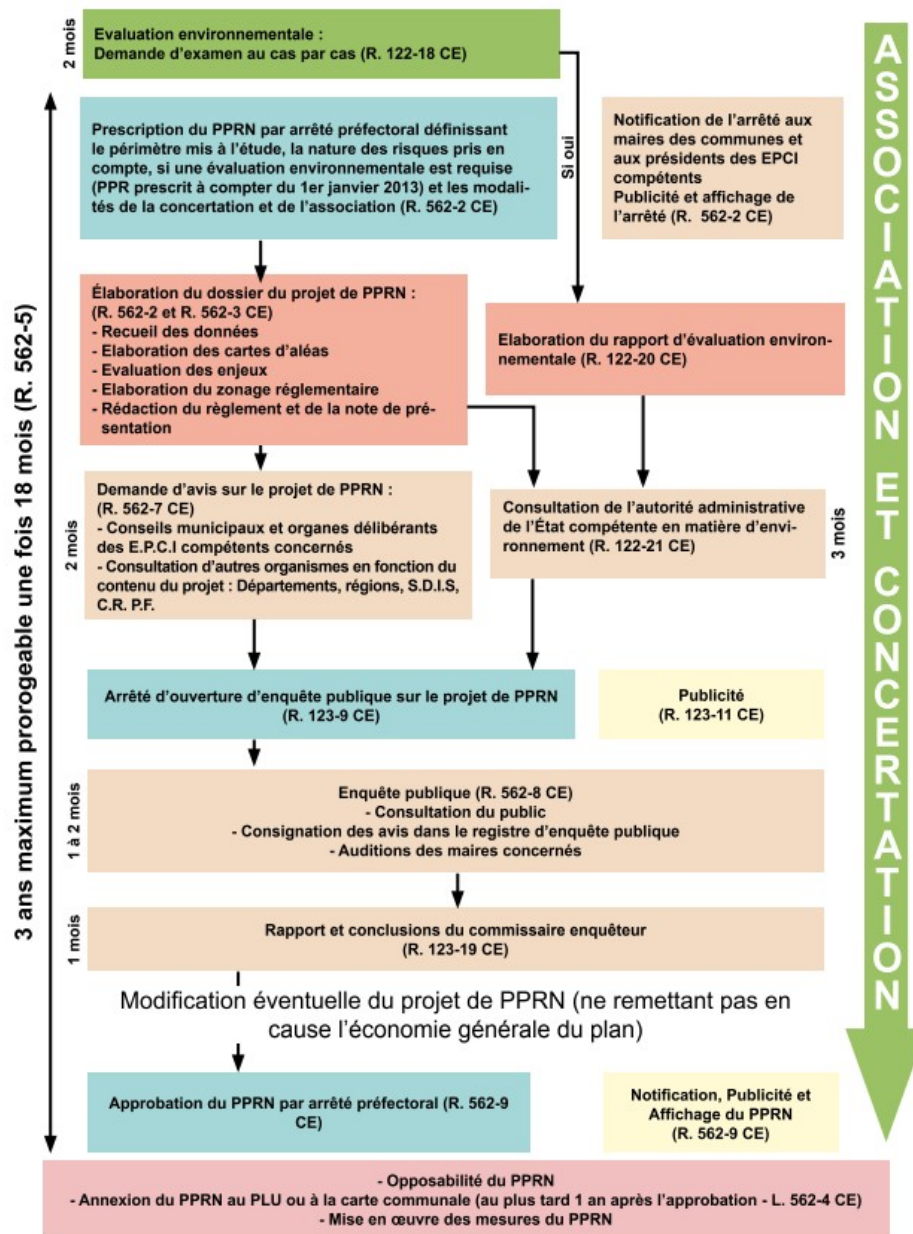 2 mois
Evaluation environnementale :
Demande d'examen au cas par cas (R. 122-18 CE)
3 ans maximum prorogeable une fois 18 mois (R. 562-5)
Prescription du PPRN par arrêté préfectoral définissant
le périmètre mis à l'étude, la nature des risques pris en
compte, si une évaluation environnementale est requise
(PPR prescrit à compter du 1er janvier 2013) et les modali-
tés de la concertation et de l'association (R. 562-2 CE)
Si oui
Notification de l'arrêté aux
maires des communes et
aux présidents des EPCI
compétents
Publicité et affichage de
l'arrêté (R. 562-2 CE)
Élaboration du dossier du projet de PPRN :
(R. 562-2 et R. 562-3 CE)
- Recueil des données
- Elaboration des cartes d'aléas
- Evaluation des enjeux
- Elaboration du zonage réglementaire
- Rédaction du règlement et de la note de pré-
sentation
Elaboration du rapport d'évaluation environ-
nementale (R. 122-20 CE)
2 mois
Demande d'avis sur le projet de PPRN :
(R. 562-7 CE)
- Conseils municipaux et organes délibérants
des E.P.C.I compétents concernés
- Consultation d'autres organismes en fonction du
contenu du projet : Départements, régions, S.D.I.S,
C.R. P.F.
Consultation de l'autorité administrative
de l'État compétente en matière d'envi-
ronnement (R. 122-21 CE)
3 mois
Arrêté d'ouverture d'enquête publique sur le projet de PPRN
(R. 123-9 CE)
Publicité
(R. 123-11 CE)
1 à 2 mois
Enquête publique (R. 562-8 CE)
- Consultation du public
- Consignation des avis dans le registre d'enquête publique
- Auditions des maires concernés
1 mois
Rapport et conclusions du commissaire enquêteur
(R. 123-19 CE)
Modification éventuelle du projet de PPRN (ne remettant pas en
cause l'économie générale du plan)
Approbation du PPRN par arrêté préfectoral (R. 562-9
CE)
Notification, Publicité et
Affichage du PPRN
(R. 562-9 CE)
- Opposabilité du PPRN
- Annexion du PPRN au PLU ou à la carte communale (au plus tard 1 an après l'approbation - L. 562-4 CE)
- Mise en œuvre des mesures du PPRN
ASSOCIATION ET CONCERTATION